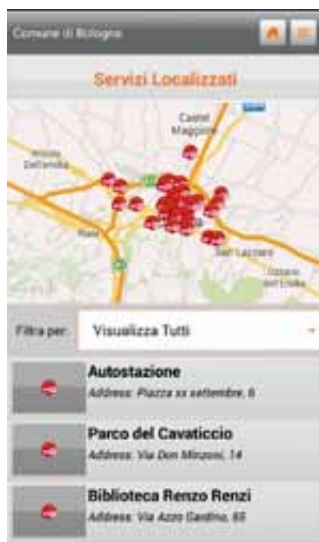 Comune di Bologna
Servizi Localizzati
Castel
Maggiore
San Lazzaro
Filtra per:
Visualizza Tutti
Autostazione
Address: Piazza xx settembre, 6
Parco del Cavaticcio
Address: Via Don Minzoni, 14
Biblioteca Renzo Renzi
Address: Via Azzo Gardino, 65